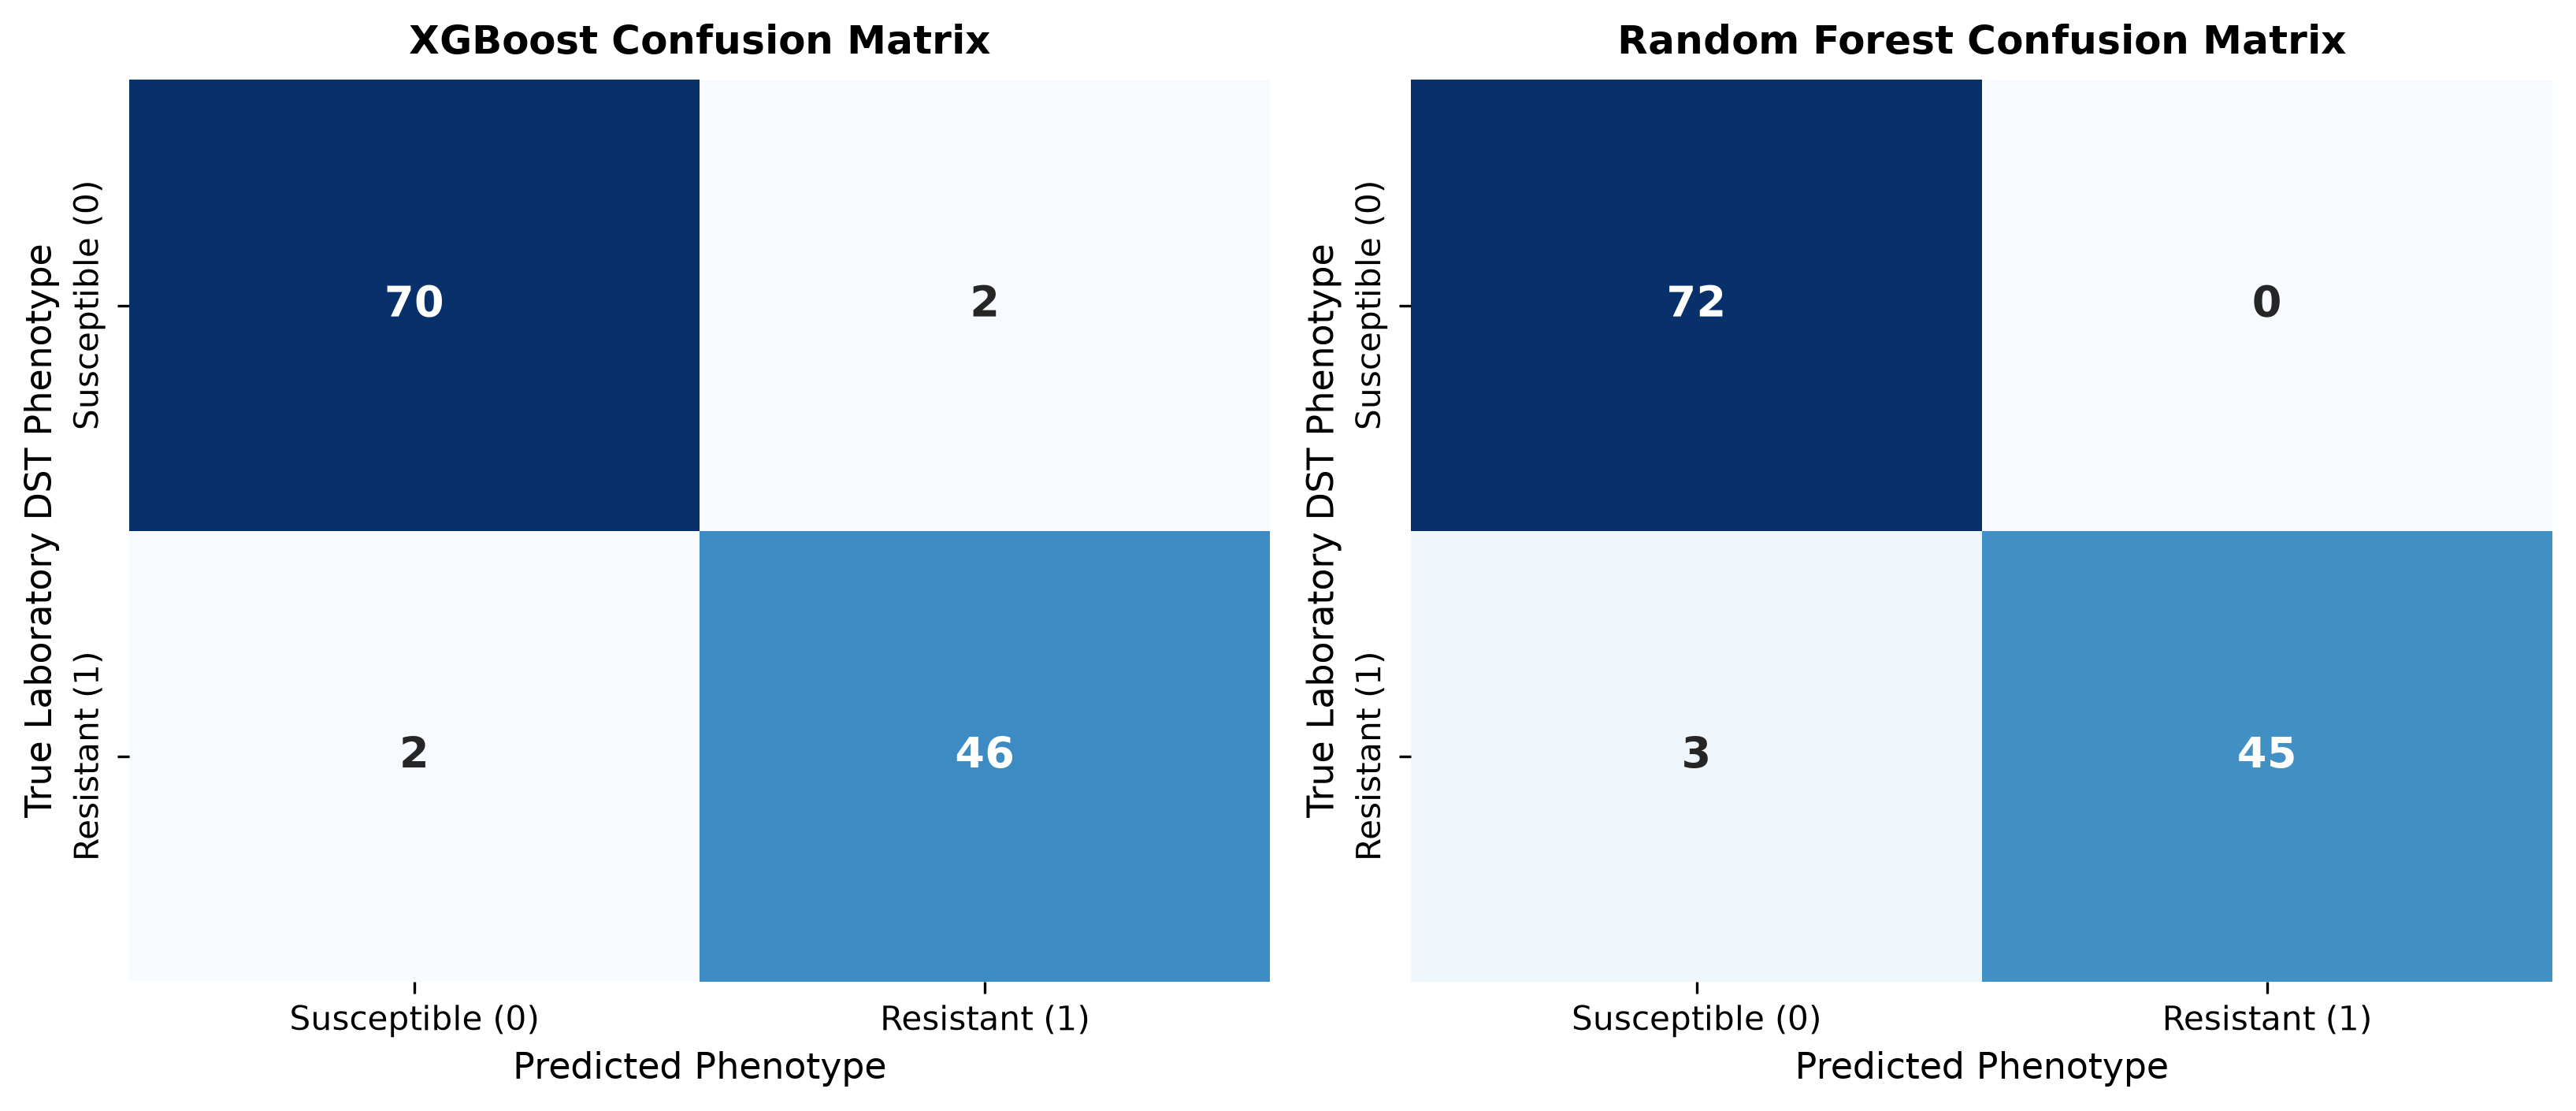 XGBoost Confusion Matrix
True Laboratory DST Phenotype
Susceptible (0)
70
2
Resistant (1)
2
46
Susceptible (0)
Resistant (1)
Predicted Phenotype
Random Forest Confusion Matrix
True Laboratory DST Phenotype
Susceptible (0)
72
0
Resistant (1)
3
45
Susceptible (0)
Resistant (1)
Predicted Phenotype